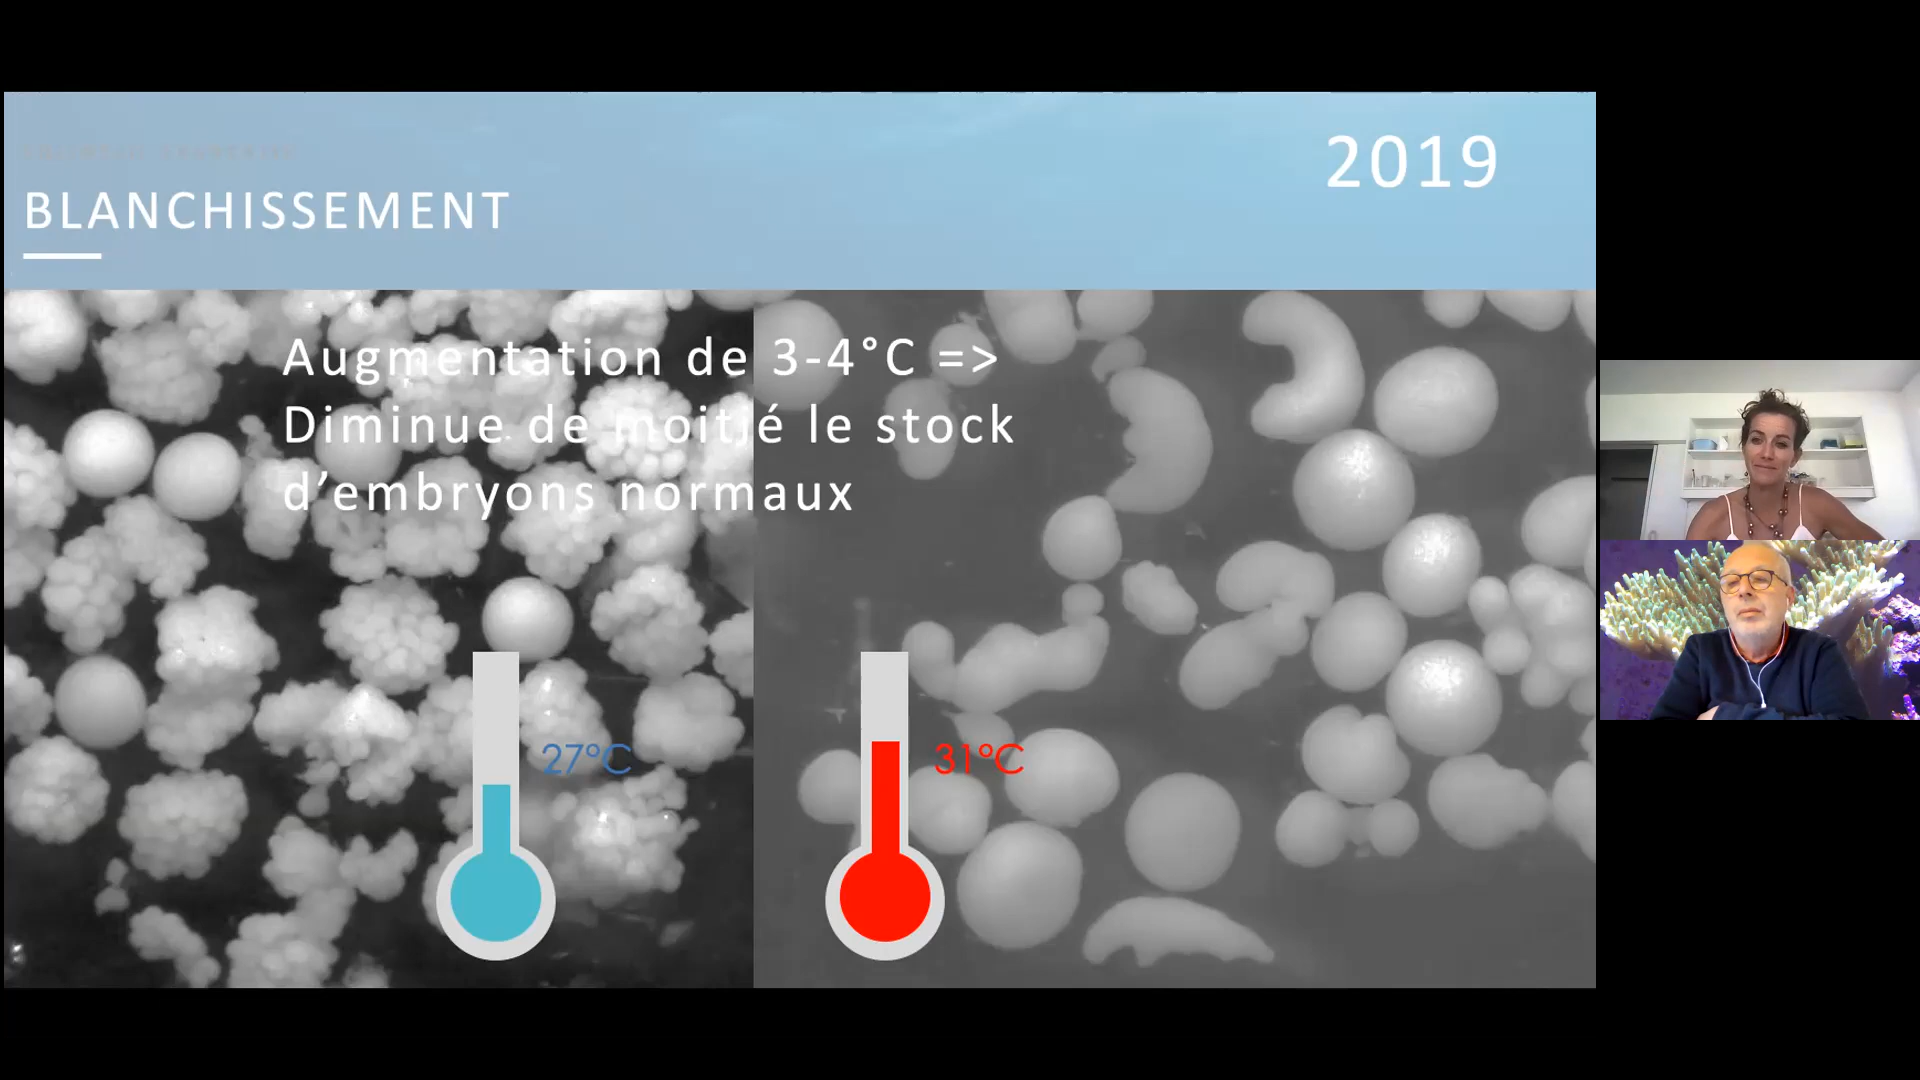 BLANCHISSEMENT
2019
Augmentation de 3-4°C =>
Diminue de moitié le stock
d’embryons normaux
27°C
31°C